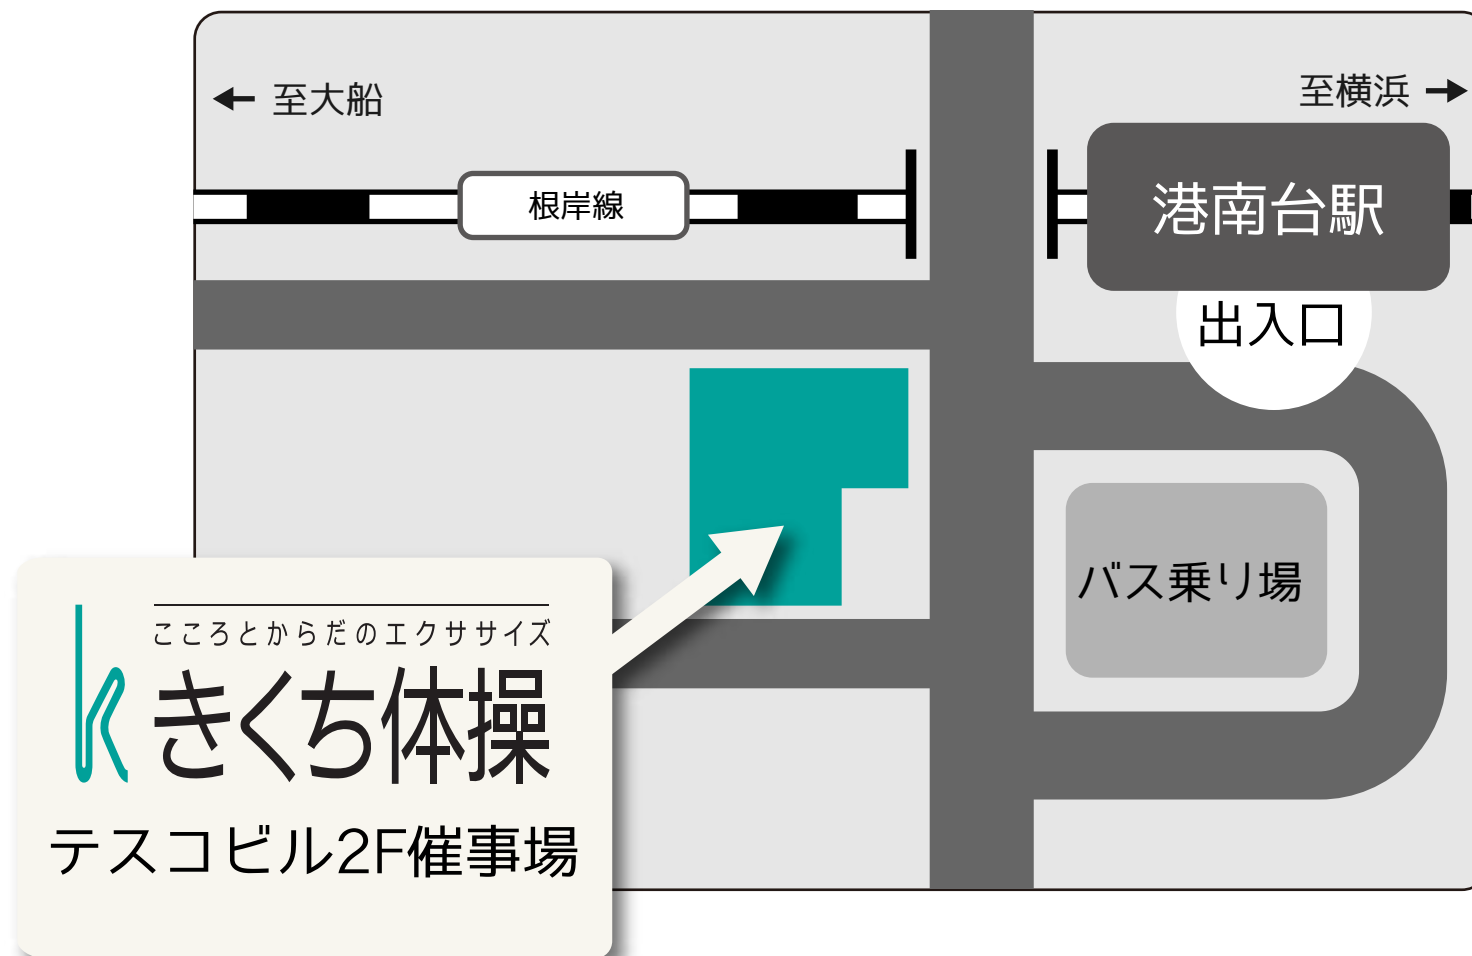 至大船
至横浜
根岸線
港南台駅
出入口
バス乗り場
こころとからだのエクササイズ
きくち体操
テスコビル2F催事場